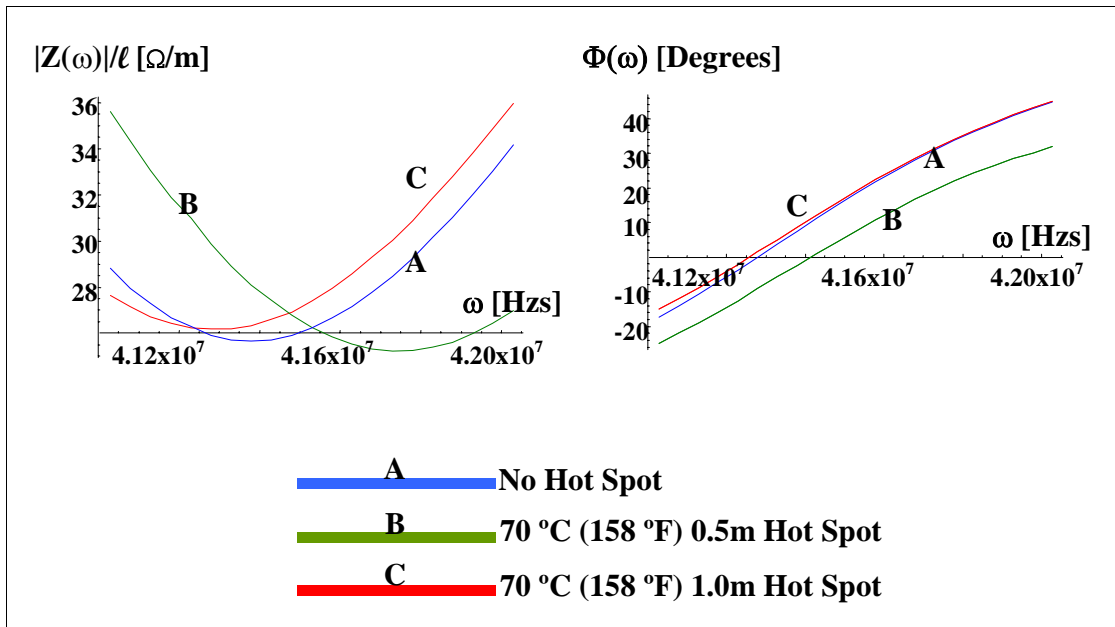 |Z(ω)|/ℓ [Ω/m]
36
34
32
30
28
B
C
A
ω [Hzs]
4.12x10⁷
4.16x10⁷
4.20x10⁷
Φ(ω) [Degrees]
40
30
20
10
-10
-20
A
C
B
ω [Hzs]
4.12x10⁷
4.16x10⁷
4.20x10⁷
A No Hot Spot
B 70 ºC (158 ºF) 0.5m Hot Spot
C 70 ºC (158 ºF) 1.0m Hot Spot